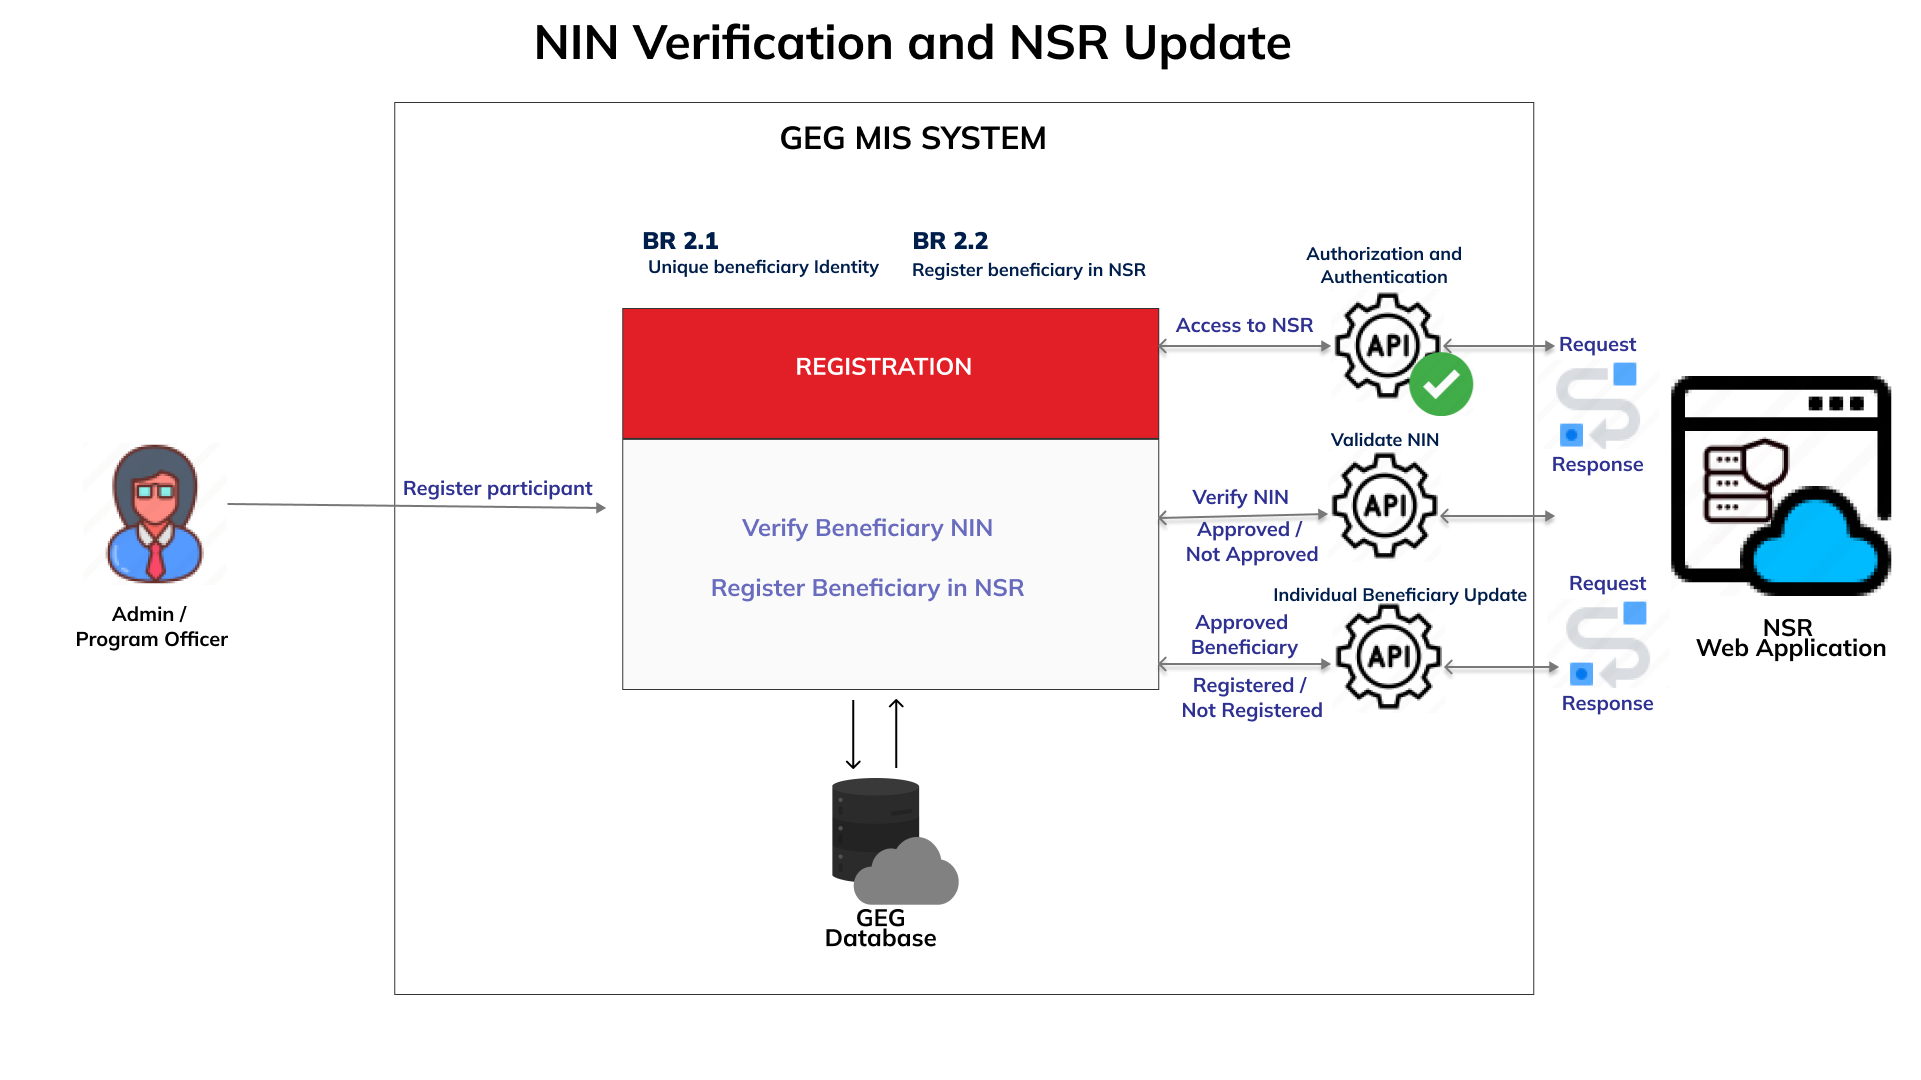 NIN Verification and NSR Update
GEG MIS SYSTEM
BR 2.1
Unique beneficiary Identity
BR 2.2
Register beneficiary in NSR
REGISTRATION
Verify Beneficiary NIN
Register Beneficiary in NSR
Register participant
Admin /
Program Officer
Authorization and
Authentication
Access to NSR
API
Request
Response
Validate NIN
Verify NIN
Approved /
Not Approved
API
Individual Beneficiary Update
Approved
Beneficiary
Registered /
Not Registered
API
Request
Response
NSR
Web Application
GEG
Database